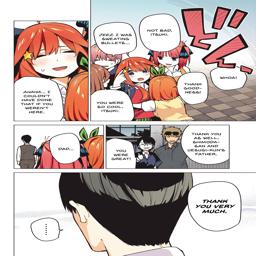 JEEZ, I WAS
SWEATING
BULLETS...
NOT BAD,
ITSUKI.
WHOA!
THANK
GOOD-
NESS!
YOU WERE
SO COOL,
ITSUKI.
AHAHA... I
COULDN'T
HAVE DONE
THAT IF YOU
WEREN'T
HERE.
DAD...
YOU
WERE
GREAT!
THANK YOU
AS WELL,
SHIMODA-
SAN AND
UESUGI-KUN'S
FATHER.
THANK
YOU VERY
MUCH.